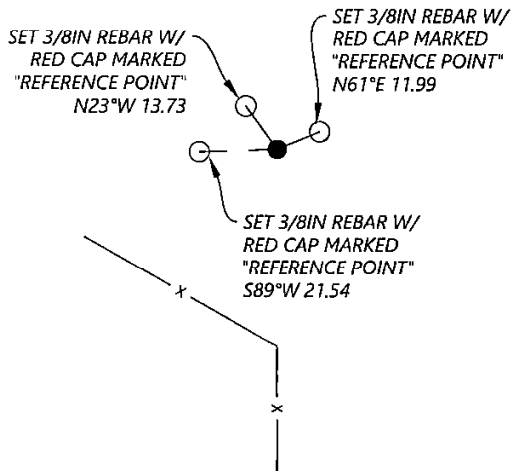 SET 3/8IN REBAR W/
RED CAP MARKED
"REFERENCE POINT"
N23°W 13.73
SET 3/8IN REBAR W/
RED CAP MARKED
"REFERENCE POINT"
N61°E 11.99
SET 3/8IN REBAR W/
RED CAP MARKED
"REFERENCE POINT"
S89°W 21.54
x
x